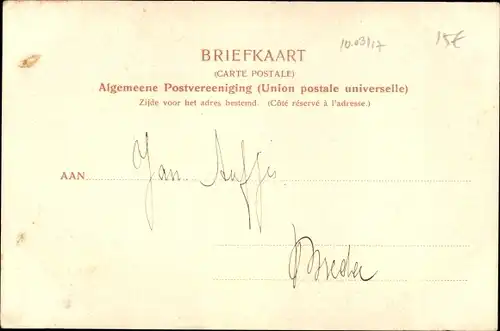 10.03/17 15€
BRIEFKAART
(CARTE POSTALE)
Algemeene Postvereeniging (Union postale universelle)
Zijde voor het adres bestemd. (Côté réservé à l'adresse.)
AAN Jan
Breda